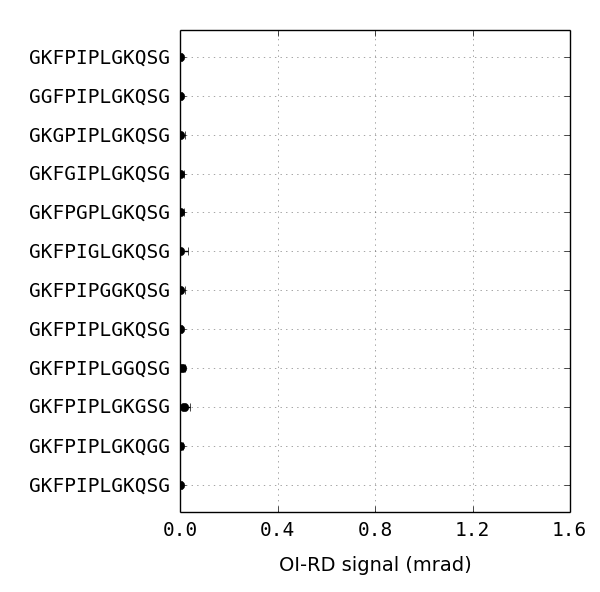 GKFPIPLGKQSG
GGFPIPLGKQSG
GKGPIPLGKQSG
GKFGIPLGKQSG
GKFPGPLGKQSG
GKFPIGLGKQSG
GKFPIPGGKQSG
GKFPIPLGKQSG
GKFPIPLGGQSG
GKFPIPLGKGSG
GKFPIPLGKQGG
GKFPIPLGKQSG
0.0 0.4 0.8 1.2 1.6
OI-RD signal (mrad)